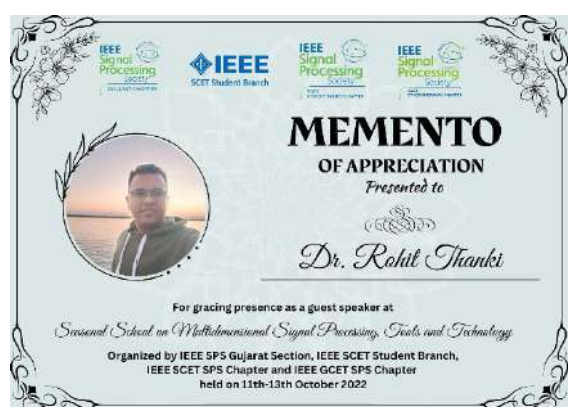 IEEE
Signal
Processing
Society
GUJARAT CHAPTER
IEEE
SCET Student Branch
IEEE
Signal
Processing
Society
IEEE
Signal
Processing
Society
MEMENTO
OF APPRECIATION
Presented to
Dr. Rohit Thanki
For gracing presence as a guest speaker at
Seasonal School on Multidimensional Signal Processing, Tools and Technology
Organized by IEEE SPS Gujarat Section, IEEE SCET Student Branch,
IEEE SCET SPS Chapter and IEEE GCET SPS Chapter
held on 11th-13th October 2022